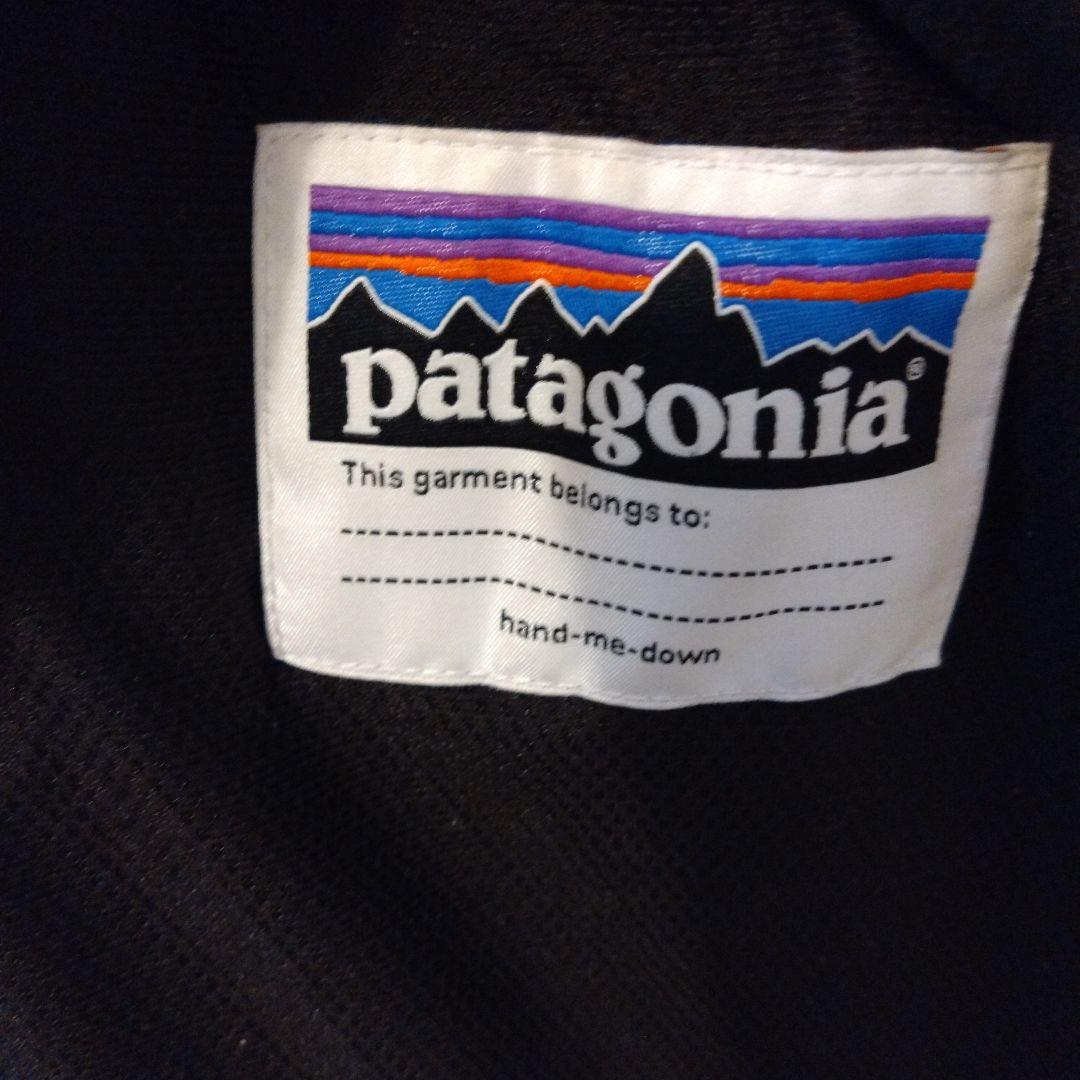 patagonia®
This garment belongs to:
hand-me-down